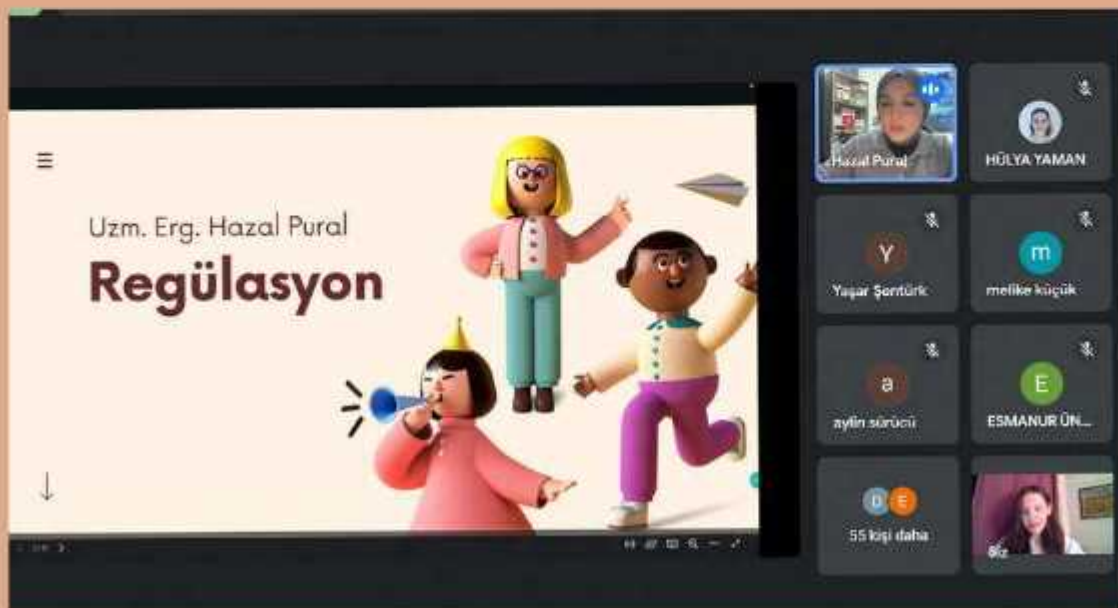 Uzm. Erg. Hazal Pural
Regülasyon
Hazal Pural
HÜLYA YAMAN
Y
Yaşar Şentürk
m
melike küçük
a
aylin sürücü
E
ESMANUR ÜN...
D E
55 kişi daha
Siz